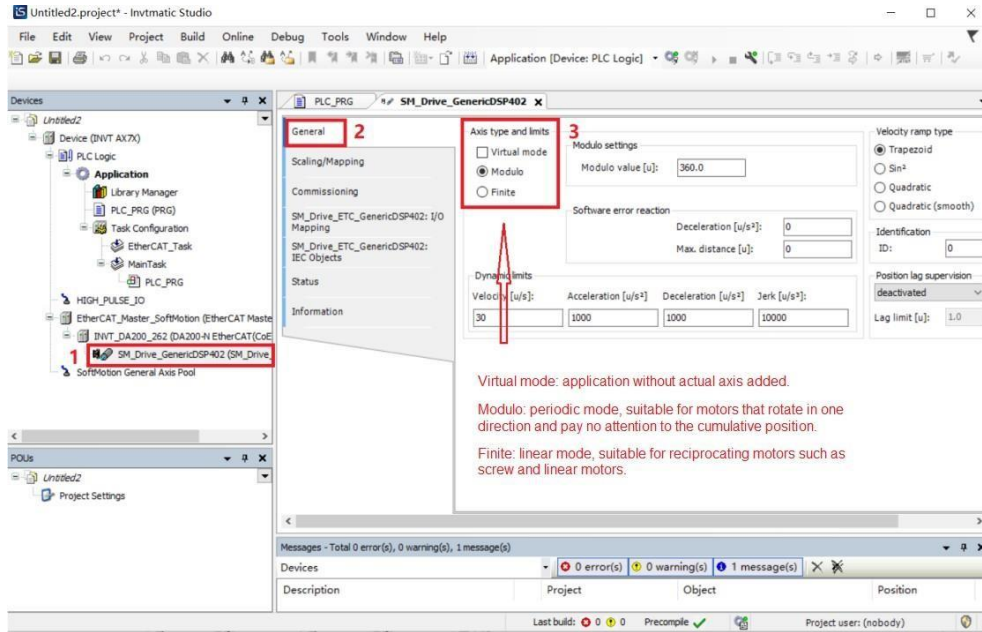 Untitled2.project* - Invtmatic Studio
File Edit View Project Build Online Debug Tools Window Help
Application [Device: PLC Logic]
Devices
Untitled2
Device (INVT AX7X)
PLC Logic
Application
Library Manager
PLC_PRG (PRG)
Task Configuration
EtherCAT_Task
MainTask
PLC_PRG
HIGH_PULSE_IO
EtherCAT_Master_SoftMotion (EtherCAT Maste
INVT_DA200_262 (DA200-N EtherCAT(CoE
1 SM_Drive_GenericDSP402 (SM_Drive_
SoftMotion General Axis Pool
POUs
Untitled2
Project Settings
PLC_PRG SM_Drive_GenericDSP402
General 2
Scaling/Mapping
Commissioning
SM_Drive_ETC_GenericDSP402: I/O
Mapping
SM_Drive_ETC_GenericDSP402:
IEC Objects
Status
Information
Axis type and limits 3
Virtual mode
Modulo
Finite
Modulo settings
Modulo value [u]: 360.0
Software error reaction
Deceleration [u/s²]: 0
Max. distance [u]: 0
Dynamic limits
Velocity [u/s]: Acceleration [u/s²] Deceleration [u/s²] Jerk [u/s³]:
30 1000 1000 10000
Velocity ramp type
Trapezoid
Sin²
Quadratic
Quadratic (smooth)
Identification
ID: 0
Position lag supervision
deactivated
Lag limit [u]: 1.0
Virtual mode: application without actual axis added.
Modulo: periodic mode, suitable for motors that rotate in one
direction and pay no attention to the cumulative position.
Finite: linear mode, suitable for reciprocating motors such as
screw and linear motors.
Messages - Total 0 error(s), 0 warning(s), 1 message(s)
Devices 0 error(s) 0 warning(s) 1 message(s)
Description Project Object Position
Last build: 0 0 Precompile Project user: (nobody)